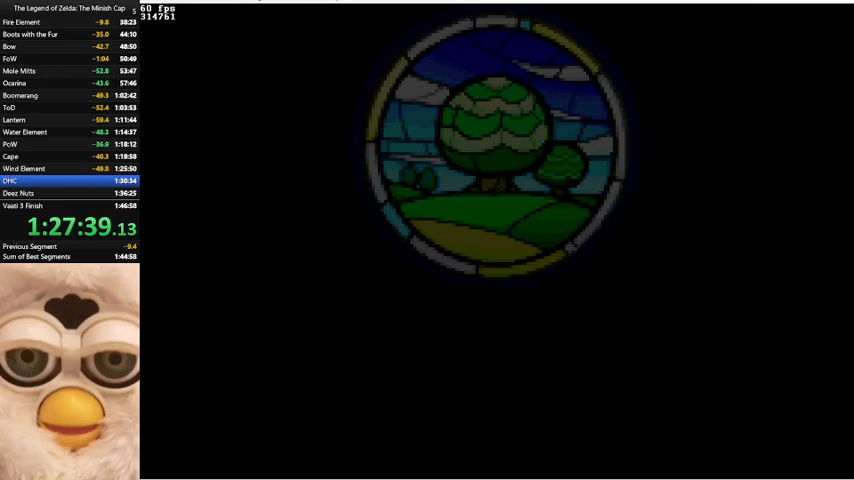 The Legend of Zelda: The Minish Cap 5
60 fps
314761
Fire Element -9.8 38:23
Boots with the Fur -35.0 44:10
Bow -42.7 48:50
FoW -1:04 50:49
Mole Mitts -52.8 53:47
Ocarina -43.6 57:46
Boomerang -49.3 1:02:42
ToD -52.4 1:03:53
Lantern -59.4 1:11:44
Water Element -48.3 1:14:37
PoW -36.9 1:18:12
Cape -40.3 1:19:58
Wind Element -49.8 1:25:50
DHC 1:30:34
Deez Nuts 1:36:25
Vaati 3 Finish 1:46:58
1:27:39.13
Previous Segment -9.4
Sum of Best Segments 1:44:58